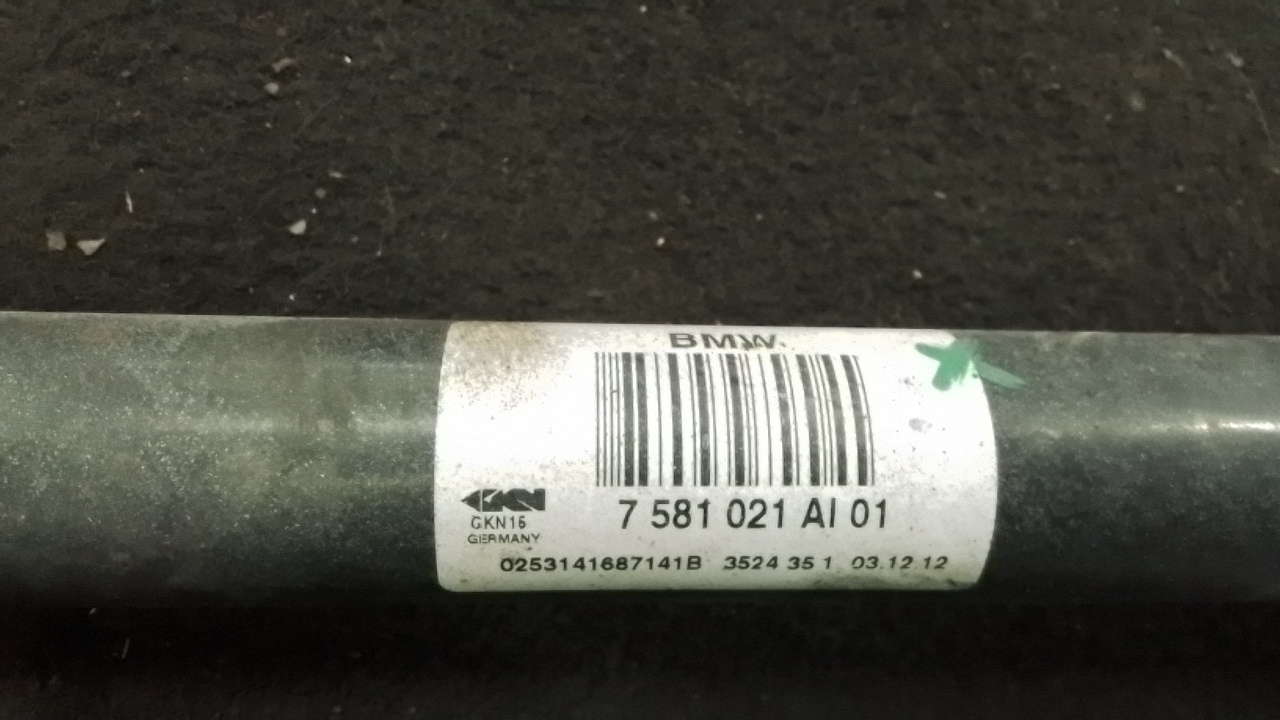 BMW
7 581 021 AI 01
GKN
GKN15
GERMANY
0253141687141B 3524 35 1 03.12.12